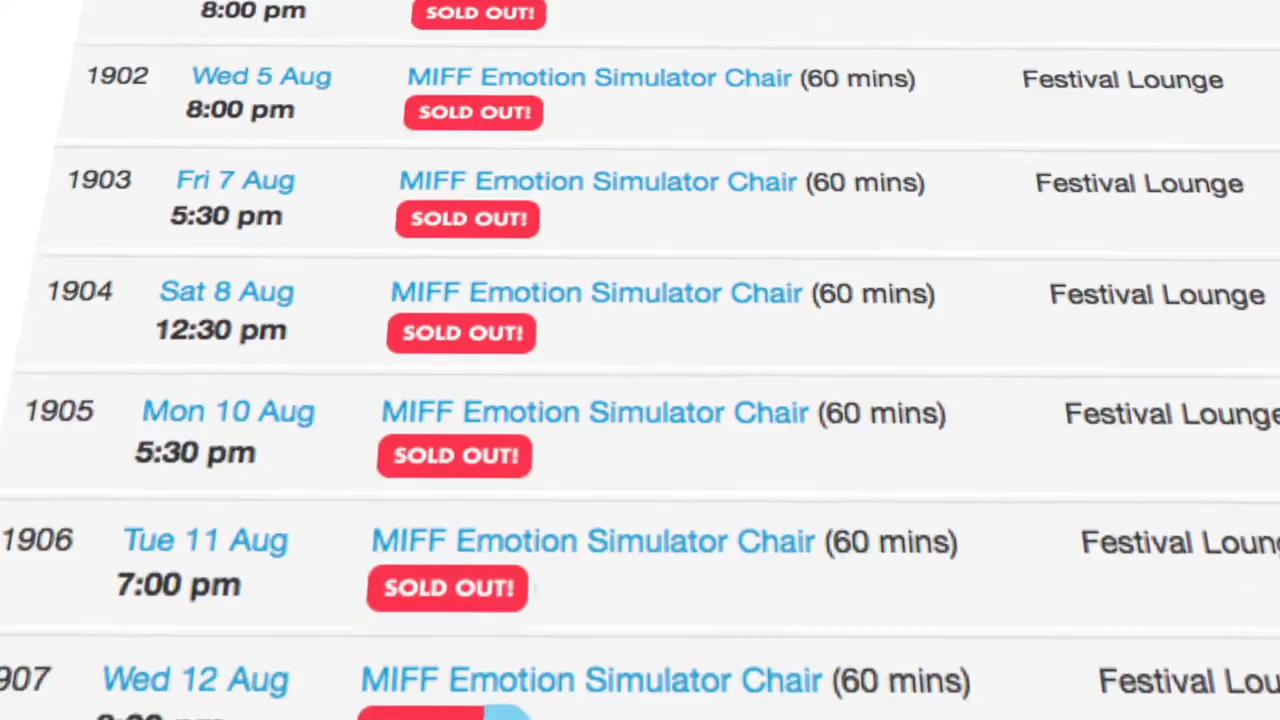 8:00 pm SOLD OUT!
1902 Wed 5 Aug MIFF Emotion Simulator Chair (60 mins) Festival Lounge
8:00 pm SOLD OUT!
1903 Fri 7 Aug MIFF Emotion Simulator Chair (60 mins) Festival Lounge
5:30 pm SOLD OUT!
1904 Sat 8 Aug MIFF Emotion Simulator Chair (60 mins) Festival Lounge
12:30 pm SOLD OUT!
1905 Mon 10 Aug MIFF Emotion Simulator Chair (60 mins) Festival Lounge
5:30 pm SOLD OUT!
1906 Tue 11 Aug MIFF Emotion Simulator Chair (60 mins) Festival
7:00 pm SOLD OUT!
907 Wed 12 Aug MIFF Emotion Simulator Chair (60 mins) Festival